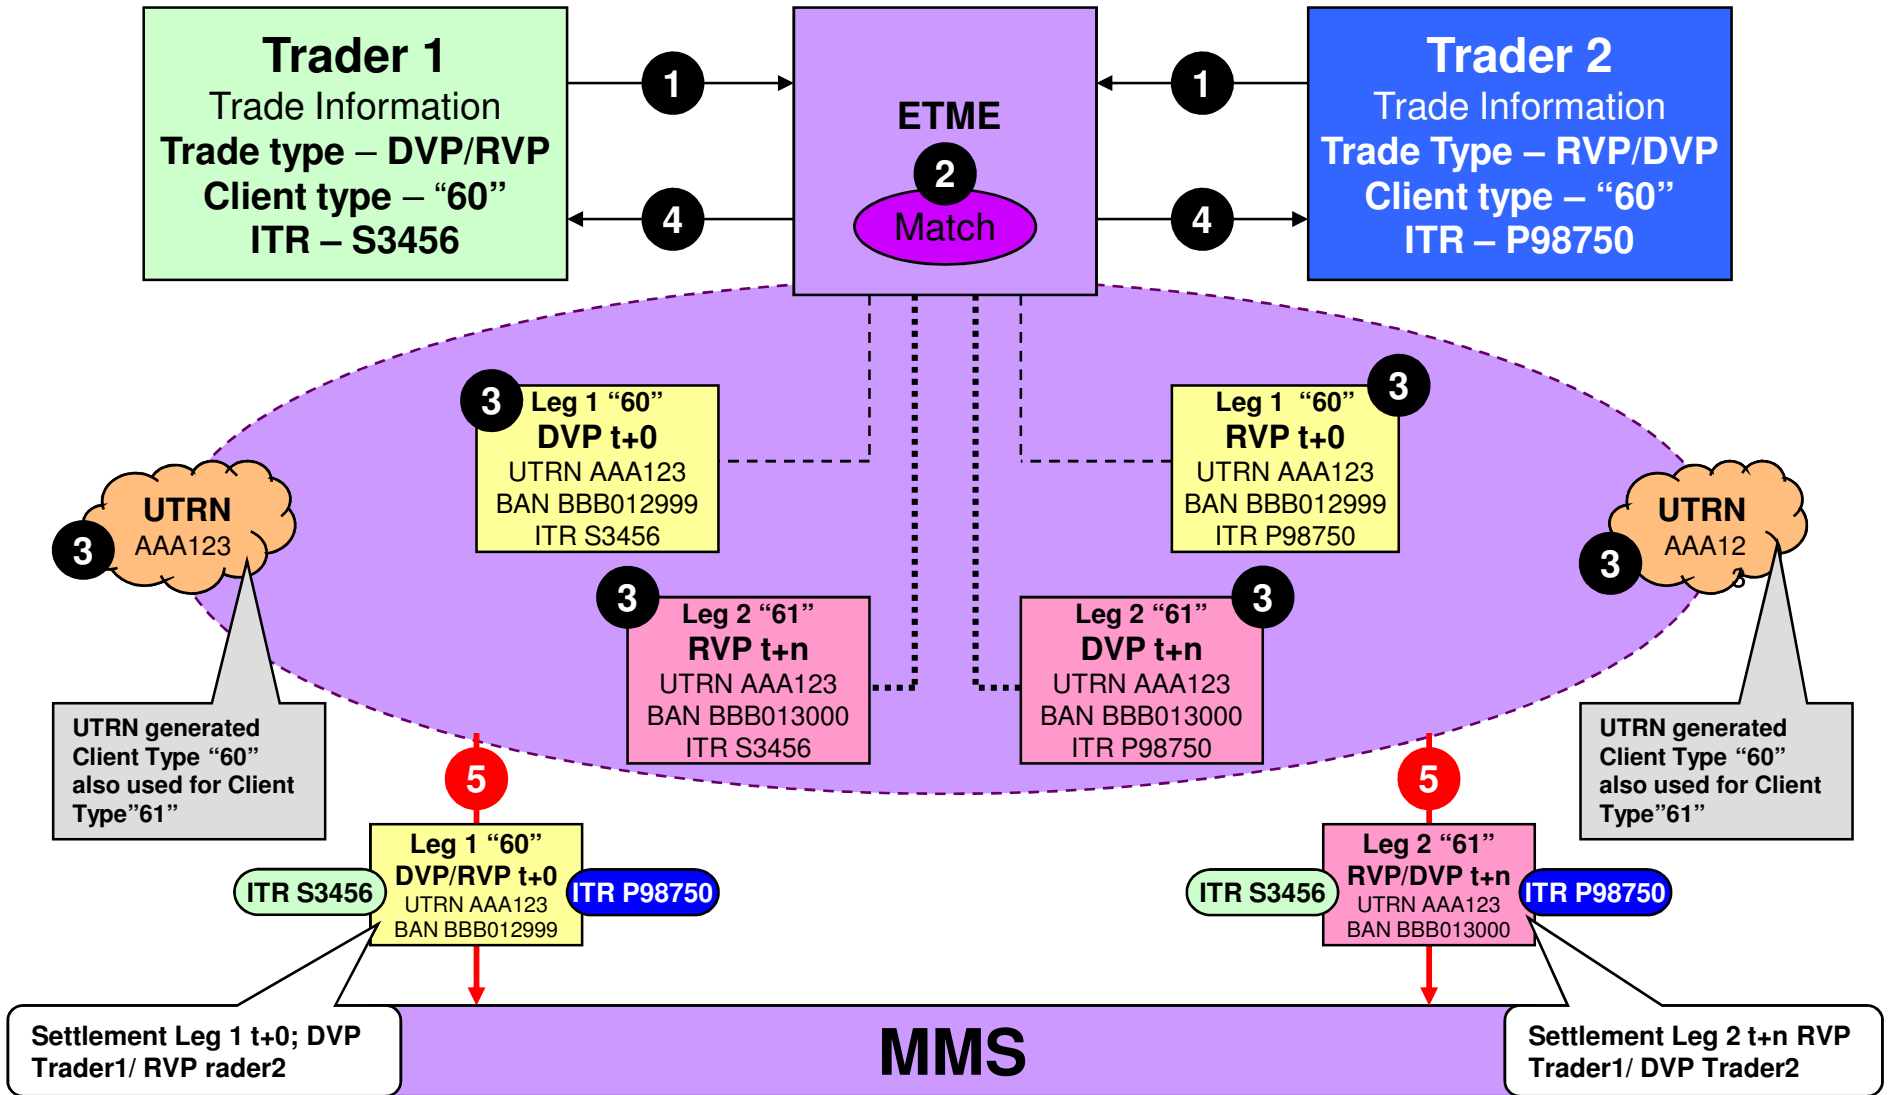 Trader 1
Trade Information
Trade type – DVP/RVP
Client type – “60”
ITR – S3456
1
4
ETME
2
Match
1
4
Trader 2
Trade Information
Trade Type – RVP/DVP
Client type – “60”
ITR – P98750
3
Leg 1 “60”
DVP t+0
UTRN AAA123
BAN BBB012999
ITR S3456
3
Leg 1 “60”
RVP t+0
UTRN AAA123
BAN BBB012999
ITR P98750
UTRN
AAA123
3
UTRN
AAA12
3
3
3
Leg 2 “61”
RVP t+n
UTRN AAA123
BAN BBB013000
ITR S3456
3
Leg 2 “61”
DVP t+n
UTRN AAA123
BAN BBB013000
ITR P98750
UTRN generated
Client Type “60”
also used for Client
Type”61”
UTRN generated
Client Type “60”
also used for Client
Type”61”
5
5
Leg 1 “60”
DVP/RVP t+0
UTRN AAA123
BAN BBB012999
ITR S3456
ITR P98750
Leg 2 “61”
RVP/DVP t+n
UTRN AAA123
BAN BBB013000
ITR S3456
ITR P98750
Settlement Leg 1 t+0; DVP
Trader1/ RVP rader2
MMS
Settlement Leg 2 t+n RVP
Trader1/ DVP Trader2